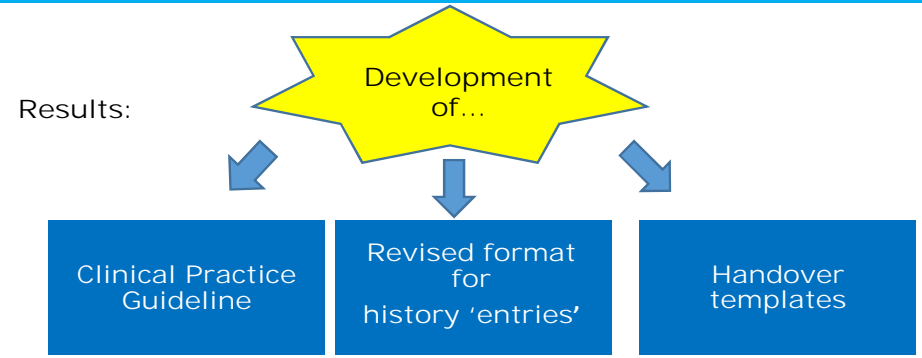 Development
of...
Results:
Clinical Practice
Guideline
Revised format
for
history ‘entries’
Handover
templates